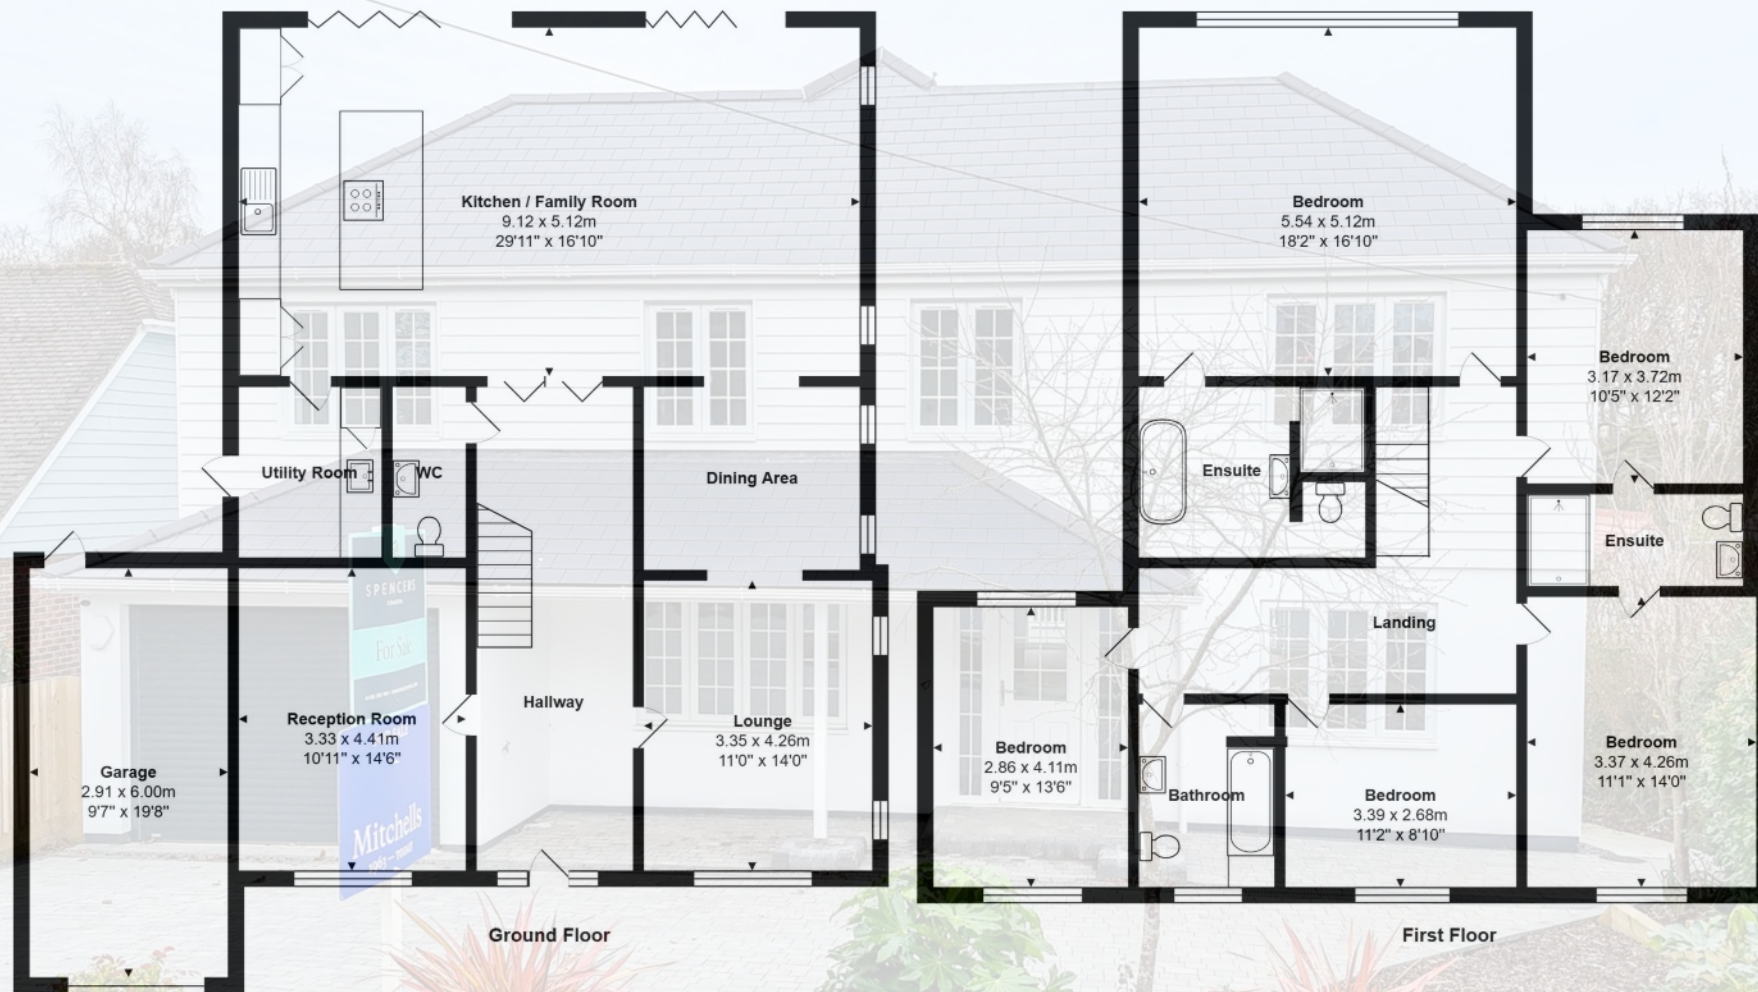 Kitchen / Family Room
9.12 x 5.12m
29'11" x 16'10"
Utility Room
WC
Dining Area
Reception Room
3.33 x 4.41m
10'11" x 14'6"
Hallway
Lounge
3.35 x 4.26m
11'0" x 14'0"
Garage
2.91 x 6.00m
9'7" x 19'8"
Ground Floor
SPENCERS
For Sale
Mitchells
Bedroom
5.54 x 5.12m
18'2" x 16'10"
Bedroom
3.17 x 3.72m
10'5" x 12'2"
Ensuite
Ensuite
Landing
Bedroom
2.86 x 4.11m
9'5" x 13'6"
Bathroom
Bedroom
3.39 x 2.68m
11'2" x 8'10"
Bedroom
3.37 x 4.26m
11'1" x 14'0"
First Floor